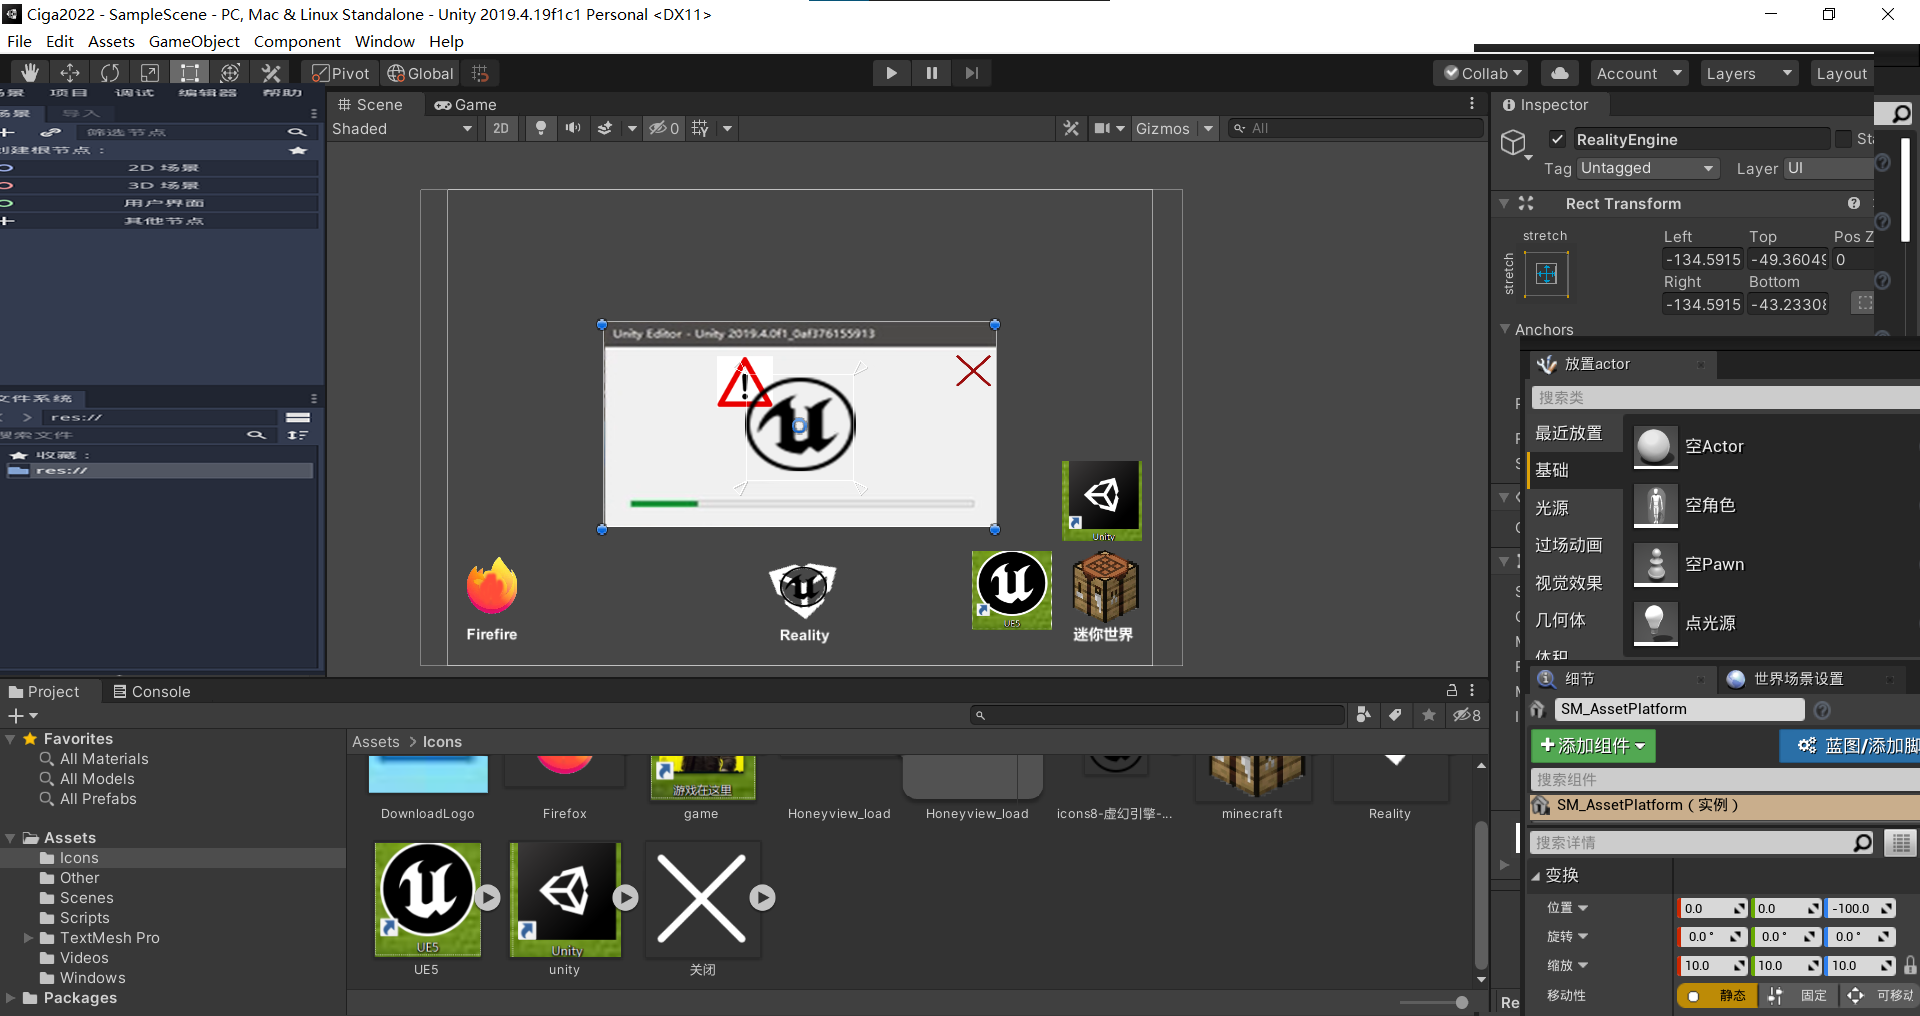 Ciga2022 - SampleScene - PC, Mac & Linux Standalone - Unity 2019.4.19f1c1 Personal <DX11>
File Edit Assets GameObject Component Window Help
Pivot Global
Collab Account Layers Layout
项目 调试 编辑器 帮助
场景 导入
筛选节点
创建根节点：
2D 场景
3D 场景
用户界面
其他节点
文件系统
res://
搜索文件
收藏：
res://
Scene Game
Shaded 2D 0 Gizmos All
Unity Editor - Unity 2019.4.0f1_0af376155913
Unity
UE5
Firefire
Reality
迷你世界
Inspector
RealityEngine
Tag Untagged Layer UI
Rect Transform
stretch
stretch
Left Top Pos Z
-134.5915 -49.36049 0
Right Bottom
-134.5915 -43.23308
Anchors
放置actor
搜索类
最近放置
基础
光源
过场动画
视觉效果
几何体
体积
空Actor
空角色
空Pawn
点光源
细节 世界场景设置
SM_AssetPlatform
添加组件 蓝图/添加脚
搜索组件
SM_AssetPlatform（实例）
搜索详情
变换
位置 0.0 0.0 -100.0
旋转 0.0° 0.0° 0.0°
缩放 10.0 10.0 10.0
移动性 静态 固定 可移动
Project Console
8
Favorites
All Materials
All Models
All Prefabs
Assets
Icons
Other
Scenes
Scripts
TextMesh Pro
Videos
Windows
Packages
Assets > Icons
游戏在这里
DownloadLogo Firefox game Honeyview_load Honeyview_load icons8-虚幻引擎-... minecraft Reality
UE5 Unity
UE5 unity 关闭
Re